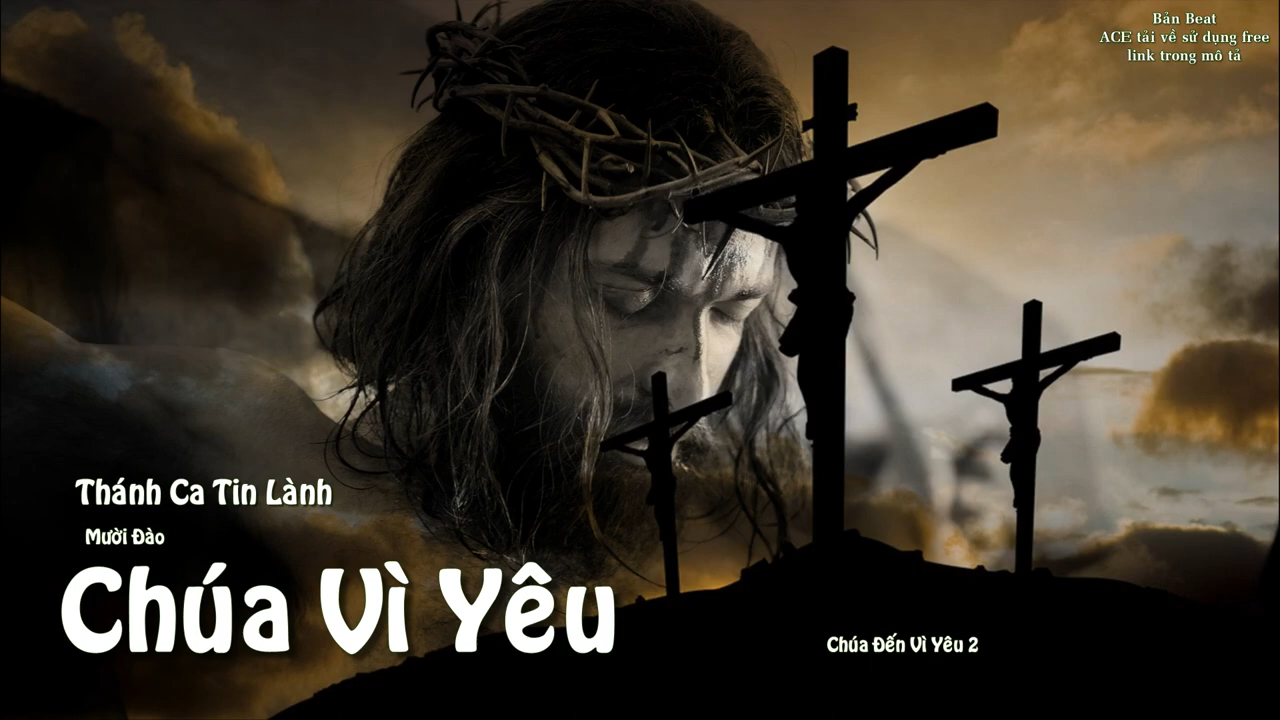 Bản Beat
ACE tải về sử dụng free
link trong mô tả
Thánh Ca Tin Lành
Mười Đào
Chúa Vì Yêu
Chúa Đến Vì Yêu 2